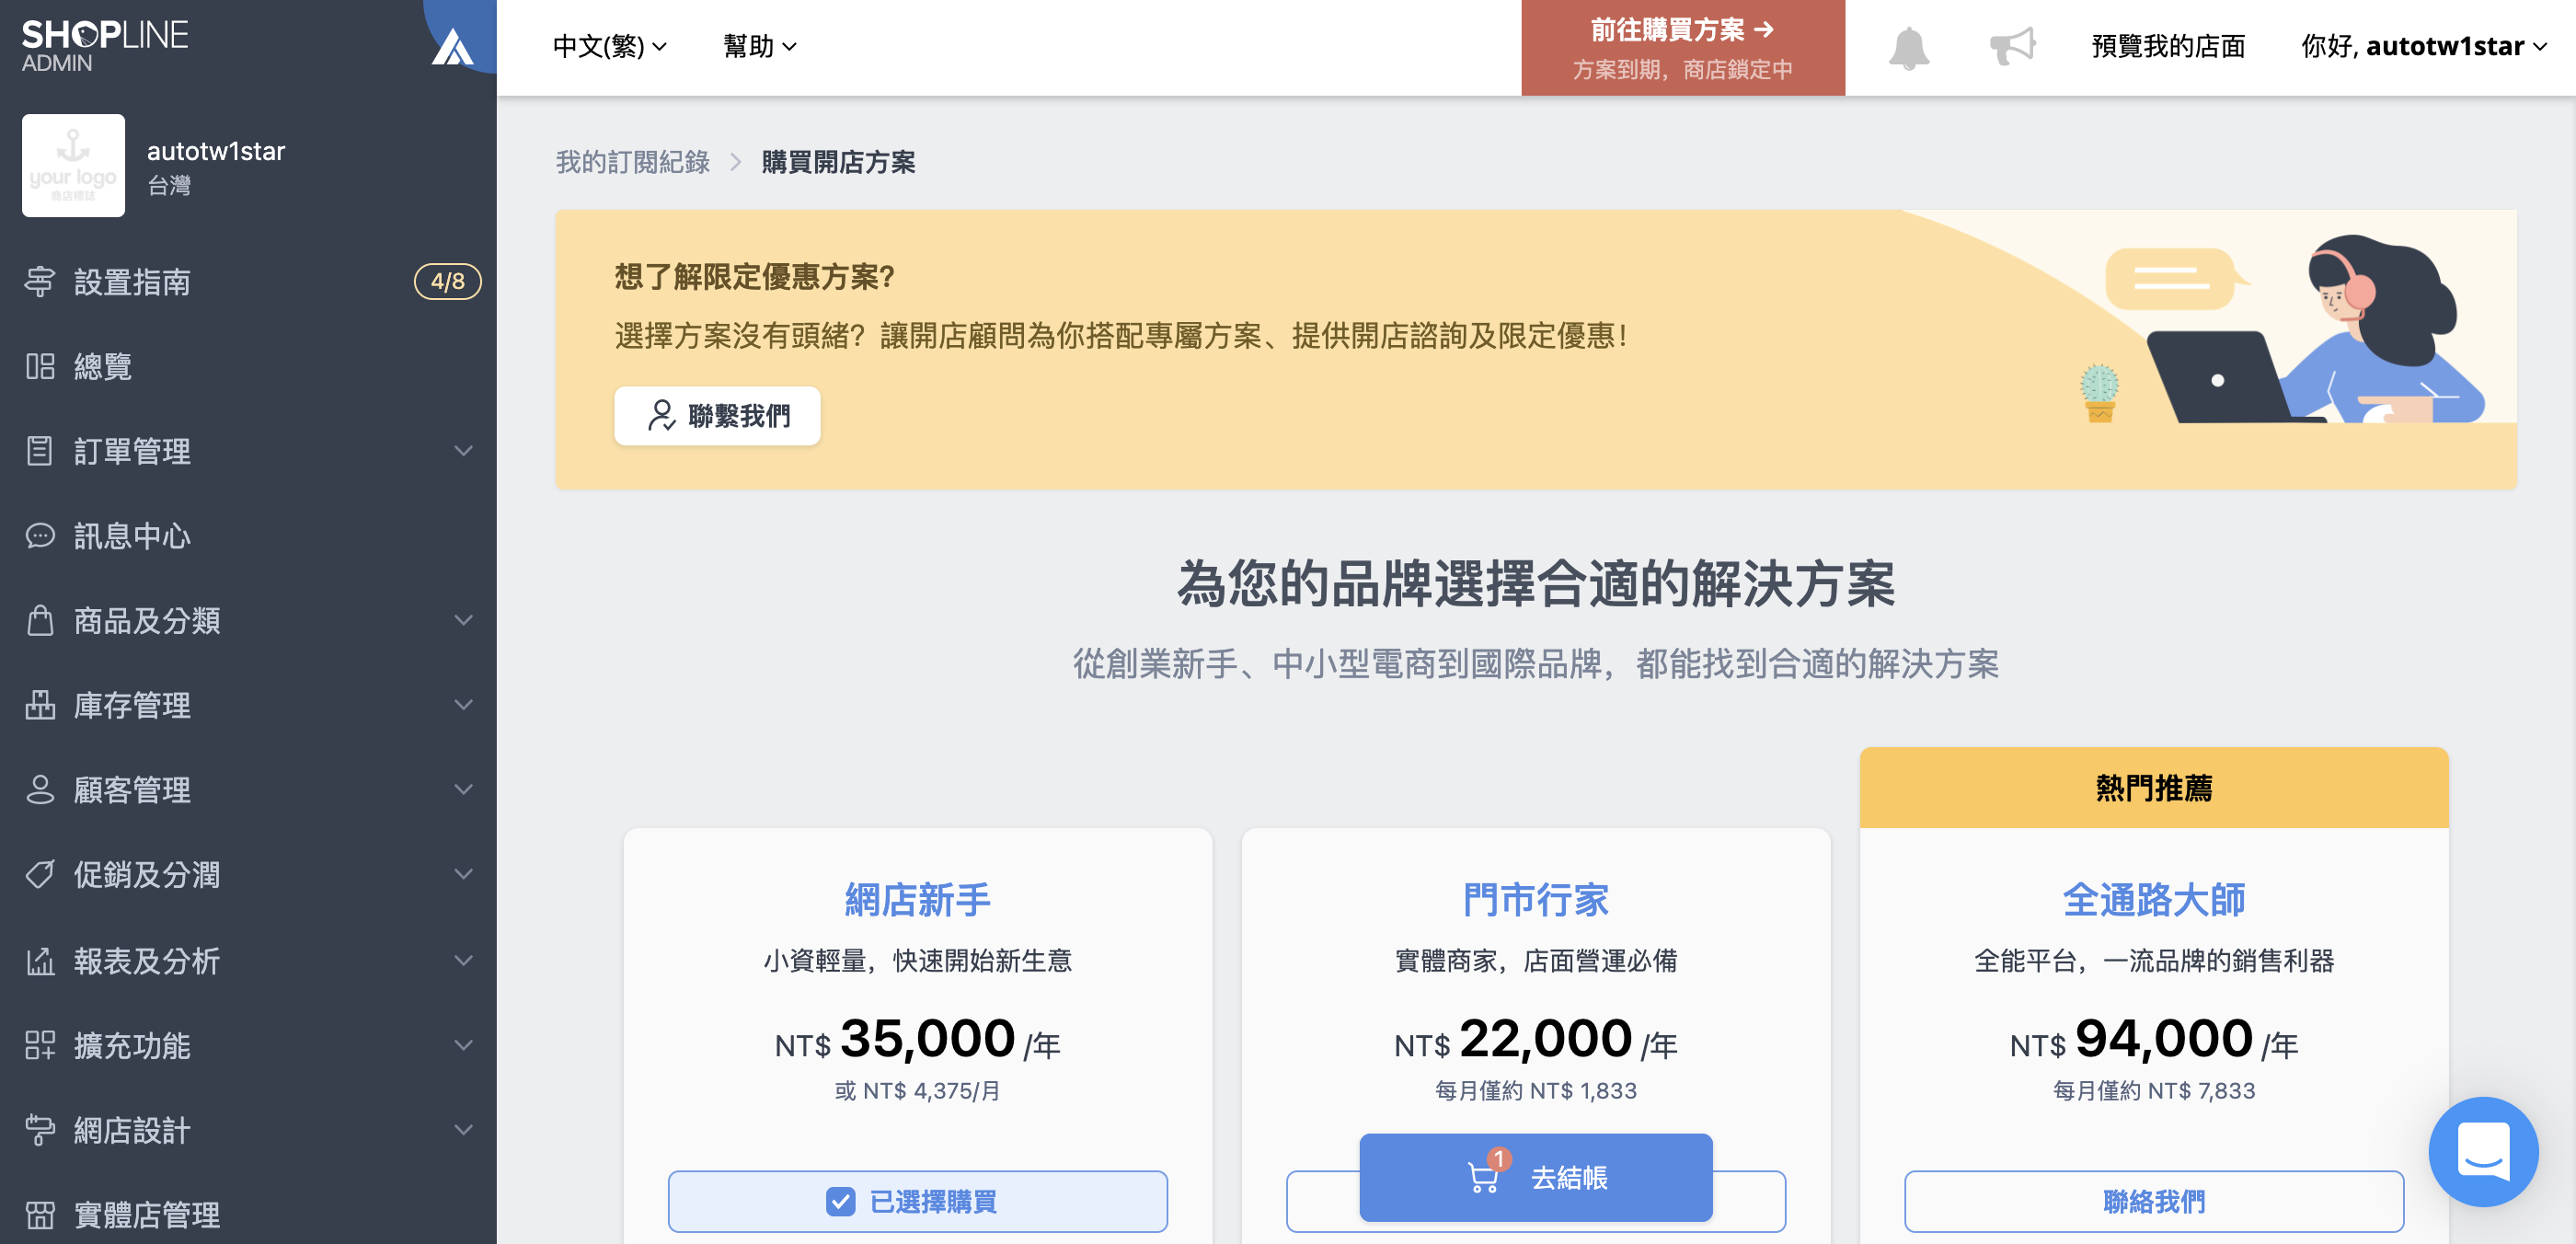 SHOPLINE
ADMIN
中文(繁)
幫助
前往購買方案 →
方案到期，商店鎖定中
預覽我的店面
你好, autotw1star
your logo
商店標誌
autotw1star
台灣
設置指南
4/8
總覽
訂單管理
訊息中心
商品及分類
庫存管理
顧客管理
促銷及分潤
報表及分析
擴充功能
網店設計
實體店管理
我的訂閱紀錄
購買開店方案
想了解限定優惠方案?
選擇方案沒有頭緒？讓開店顧問為你搭配專屬方案、提供開店諮詢及限定優惠！
聯繫我們
為您的品牌選擇合適的解決方案
從創業新手、中小型電商到國際品牌，都能找到合適的解決方案
網店新手
小資輕量，快速開始新生意
NT$ 35,000 /年
或 NT$ 4,375/月
已選擇購買
門市行家
實體商家，店面營運必備
NT$ 22,000 /年
每月僅約 NT$ 1,833
1
去結帳
熱門推薦
全通路大師
全能平台，一流品牌的銷售利器
NT$ 94,000 /年
每月僅約 NT$ 7,833
聯絡我們